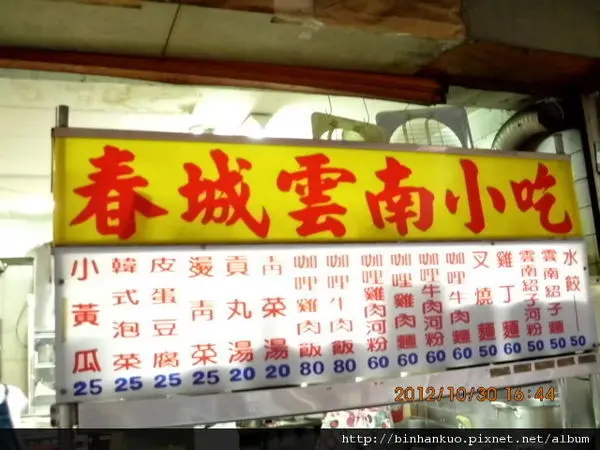 春城雲南小吃
小黃瓜 25
韓式泡菜 25
皮蛋豆腐 25
燙青菜 25
貢丸湯 20
青菜湯 20
咖哩雞肉飯 80
咖哩牛肉飯 80
咖哩雞肉河粉 60
咖哩雞肉麵 60
咖哩牛肉河粉 60
咖哩牛肉麵 60
叉燒麵 50
雞丁麵 60
雲南紹子河粉 50
雲南紹子麵 50
水餃 50
2012/10/30 16:44
http://binhankuo.pixnet.net/album